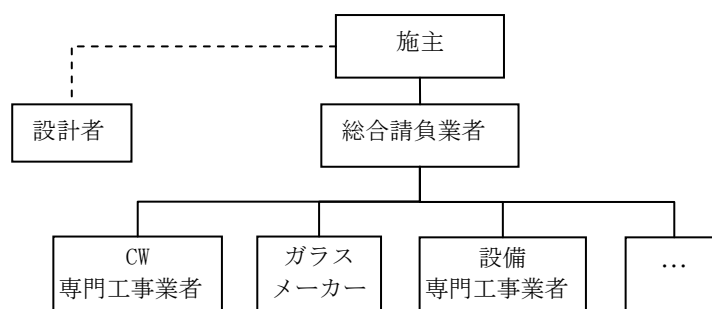 施主
設計者
総合請負業者
CW
専門工事業者
ガラス
メーカー
設備
専門工事業者
…